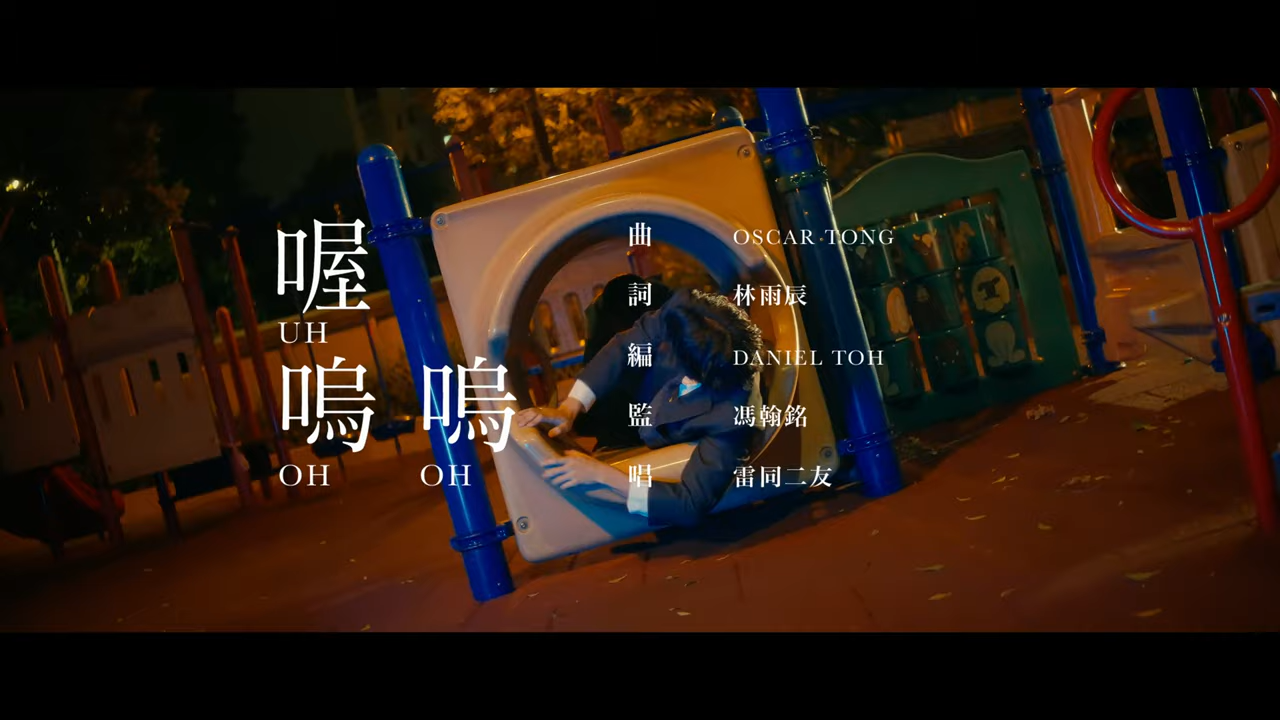 喔
UH
嗚 嗚
OH OH
曲 OSCAR TONG
詞 林雨辰
編 DANIEL TOH
監 馮翰銘
唱 雷同二友